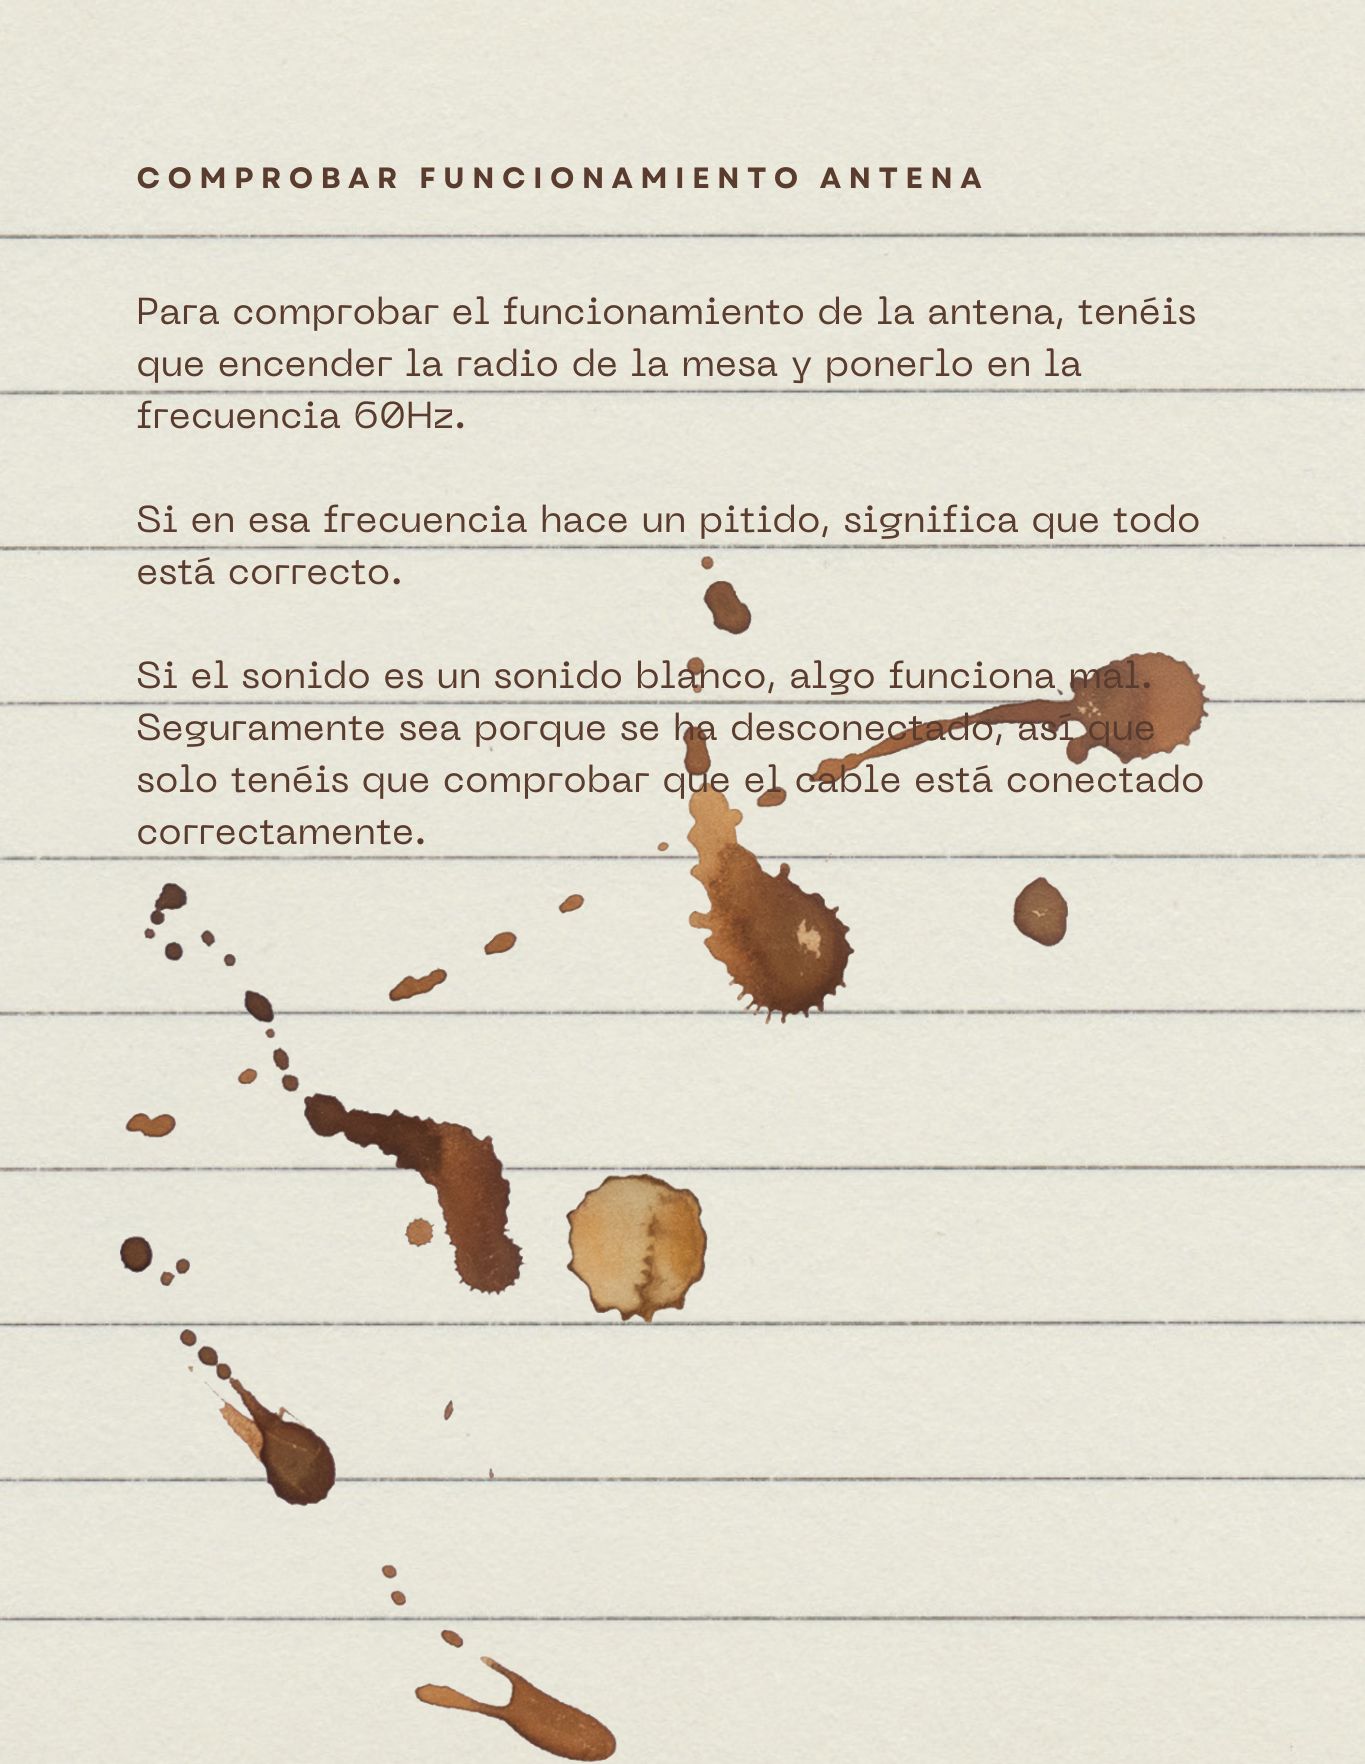 COMPROBAR FUNCIONAMIENTO ANTENA
Para comprobar el funcionamiento de la antena, tenéis
que encender la radio de la mesa y ponerlo en la
frecuencia 60Hz.
Si en esa frecuencia hace un pitido, significa que todo
está correcto.
Si el sonido es un sonido blanco, algo funciona mal.
Seguramente sea porque se ha desconectado, así que
solo tenéis que comprobar que el cable está conectado
correctamente.